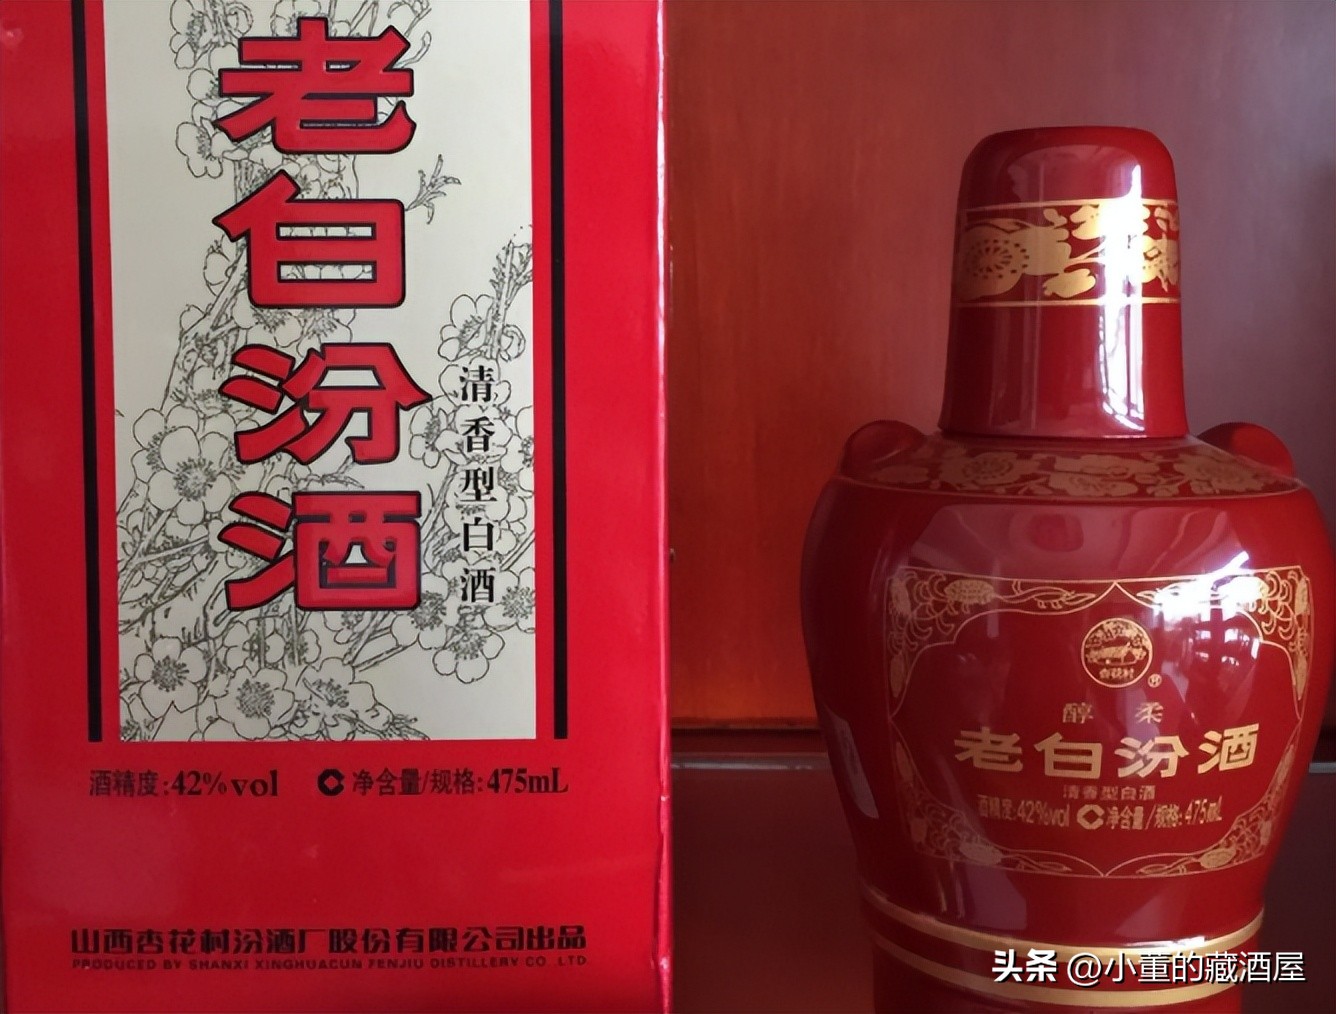 老白汾酒
清香型白酒
酒精度:42%vol 净含量/规格:475mL
山西杏花村汾酒厂股份有限公司出品
PRODUCED BY SHANXI XINGHUACUN FENJIU DISTILLERY CO.,LTD.
杏花村
®
醇柔
老白汾酒
清香型白酒
酒精度:42%vol 净含量/规格:475mL
头条 @小董的藏酒屋